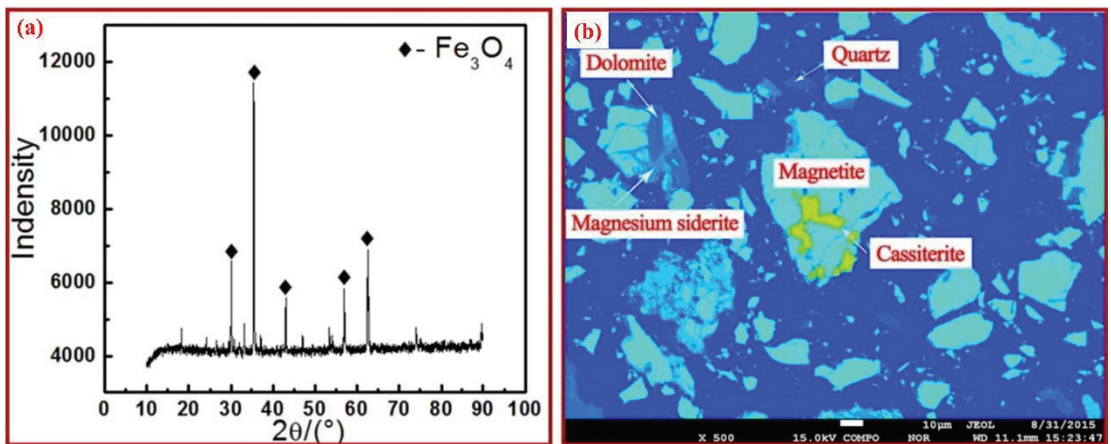 (a)
◆- Fe₃O₄
Indensity
12000
10000
8000
6000
4000
0 10 20 30 40 50 60 70 80 90 100
2θ/(°)
(b)
Quartz
Dolomite
Magnetite
Magnesium siderite
Cassiterite
10μm JEOL 8/31/2015
X 500 15.0kV COMPO NOR WD 11.1mm 15:23:47